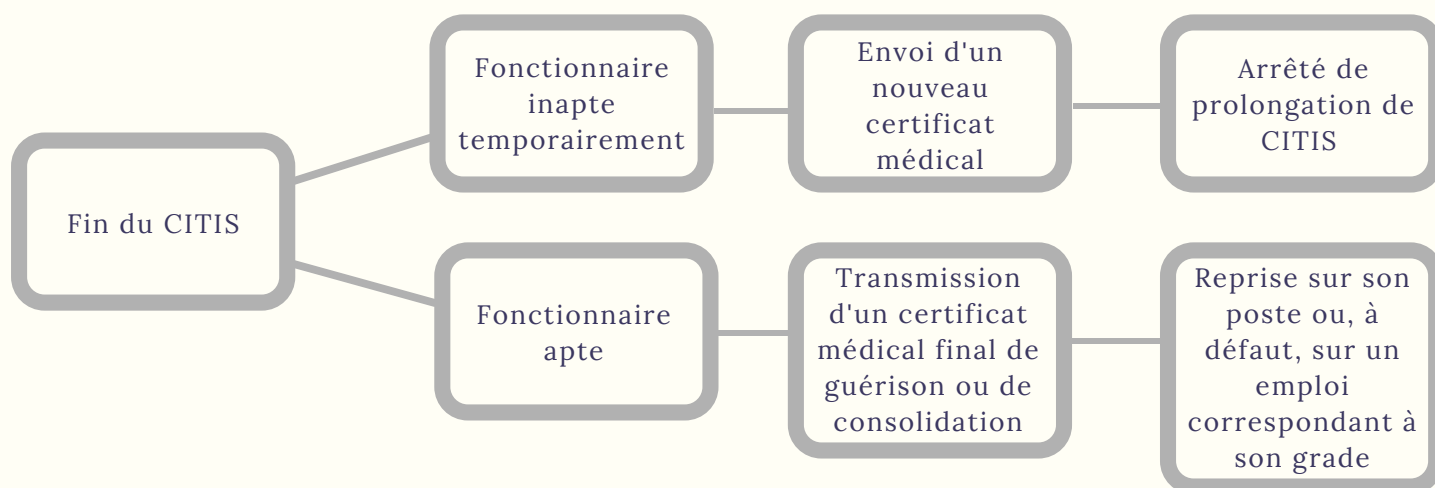 Fin du CITIS
Fonctionnaire
inapte
temporairement
Envoi d'un
nouveau
certificat
médical
Arrêté de
prolongation de
CITIS
Fonctionnaire
apte
Transmission
d'un certificat
médical final de
guérison ou de
consolidation
Reprise sur son
poste ou, à
défaut, sur un
emploi
correspondant à
son grade